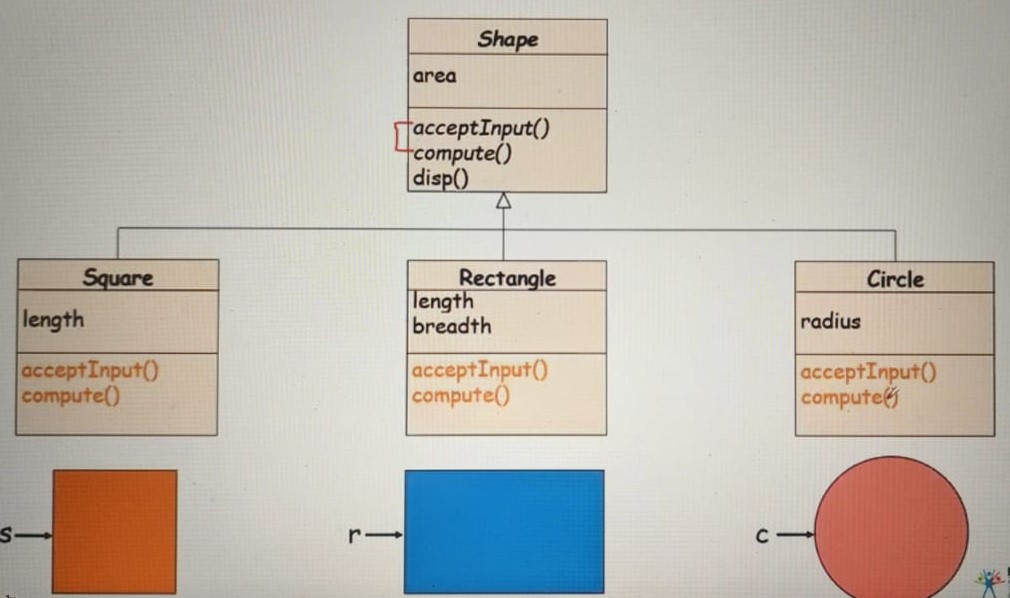 Shape
area
acceptInput()
compute()
disp()
Square
length
acceptInput()
compute()
Rectangle
length
breadth
acceptInput()
compute()
Circle
radius
acceptInput()
compute()
s
r
c